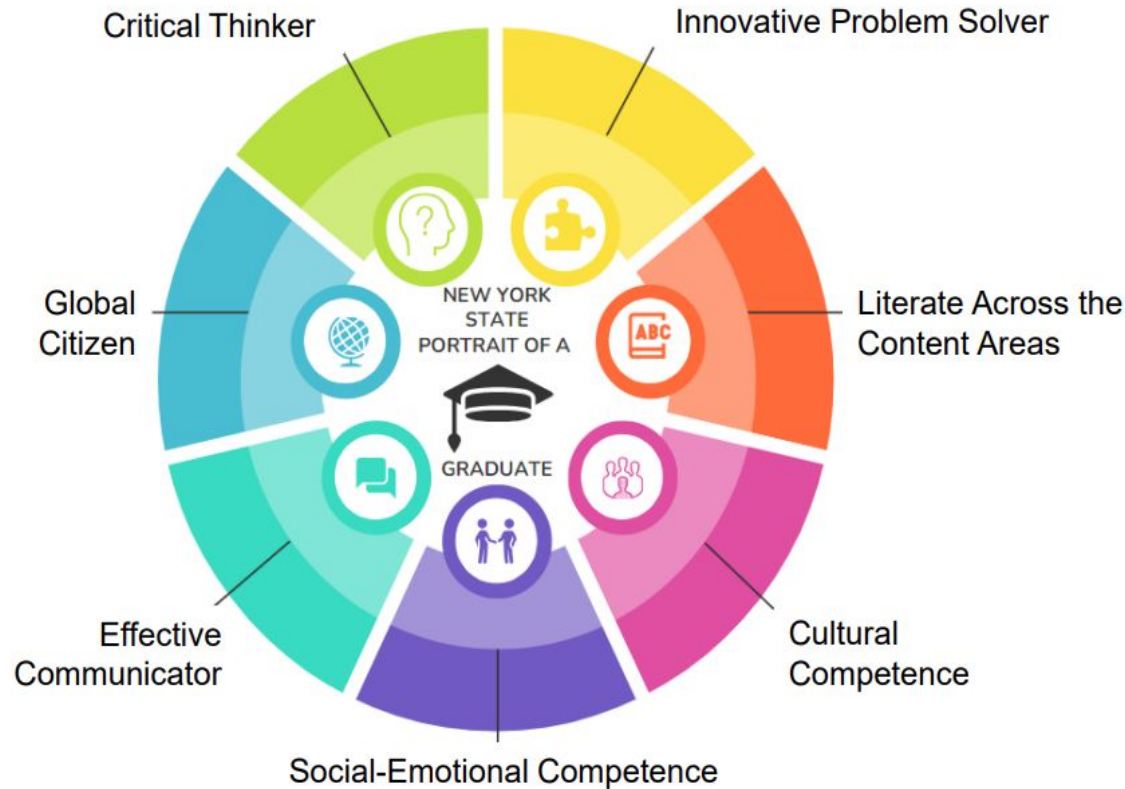 Critical Thinker
Innovative Problem Solver
Global
Citizen
NEW YORK
STATE
PORTRAIT OF A
GRADUATE
?
ABC
Literate Across the
Content Areas
Effective
Communicator
Cultural
Competence
Social-Emotional Competence